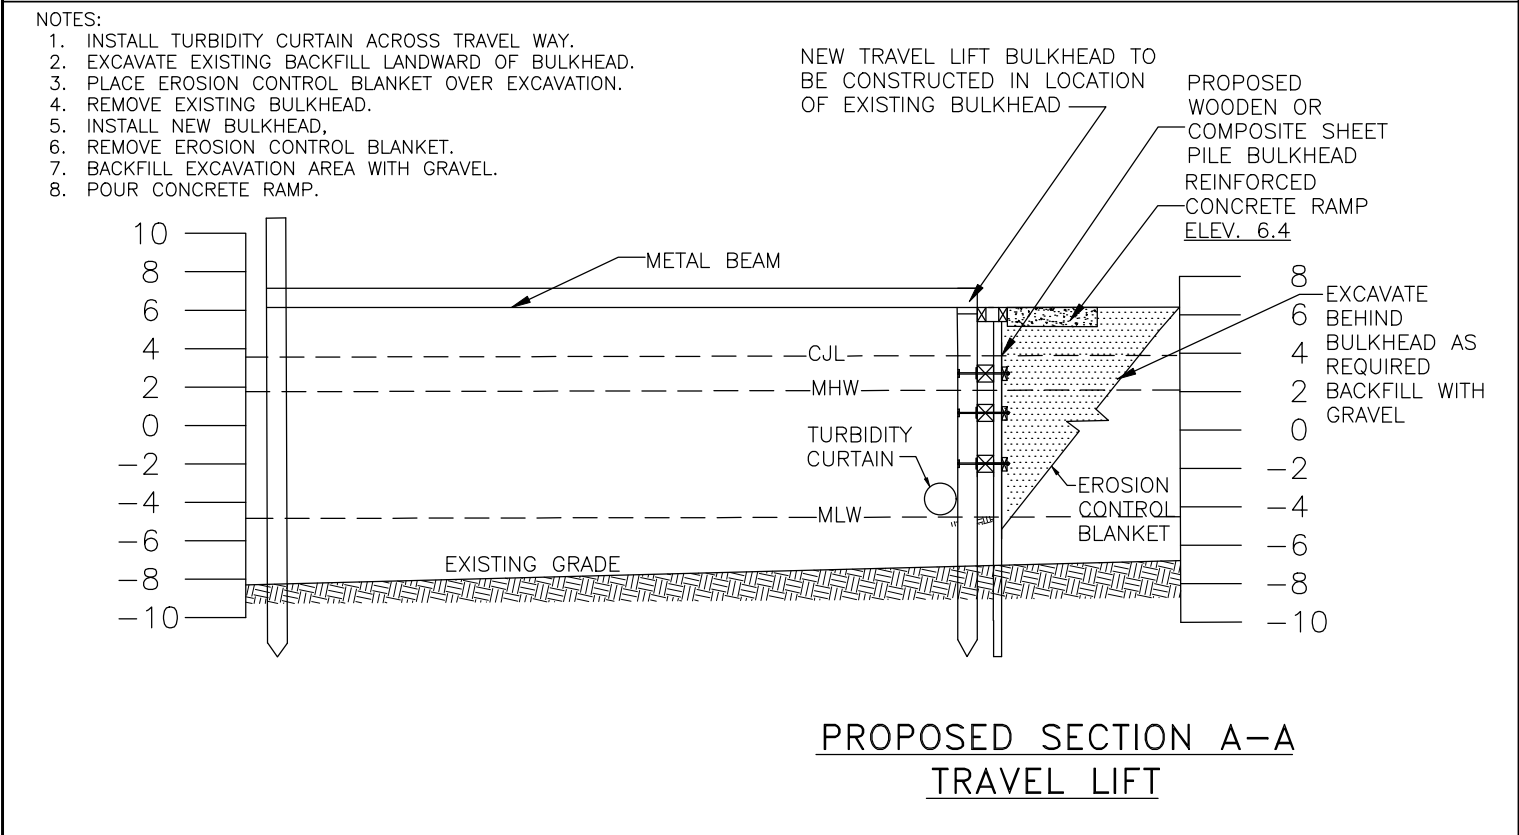 NOTES:
1. INSTALL TURBIDITY CURTAIN ACROSS TRAVEL WAY.
2. EXCAVATE EXISTING BACKFILL LANDWARD OF BULKHEAD.
3. PLACE EROSION CONTROL BLANKET OVER EXCAVATION.
4. REMOVE EXISTING BULKHEAD.
5. INSTALL NEW BULKHEAD,
6. REMOVE EROSION CONTROL BLANKET.
7. BACKFILL EXCAVATION AREA WITH GRAVEL.
8. POUR CONCRETE RAMP.
NEW TRAVEL LIFT BULKHEAD TO
BE CONSTRUCTED IN LOCATION
OF EXISTING BULKHEAD
PROPOSED
WOODEN OR
COMPOSITE SHEET
PILE BULKHEAD
REINFORCED
CONCRETE RAMP
ELEV. 6.4
10
8
6
4
2
0
-2
-4
-6
-8
-10
METAL BEAM
CJL
MHW
TURBIDITY
CURTAIN
MLW
EXISTING GRADE
EROSION
CONTROL
BLANKET
8
6
4
2
0
-2
-4
-6
-8
-10
EXCAVATE
BEHIND
BULKHEAD AS
REQUIRED
BACKFILL WITH
GRAVEL
PROPOSED SECTION A-A
TRAVEL LIFT